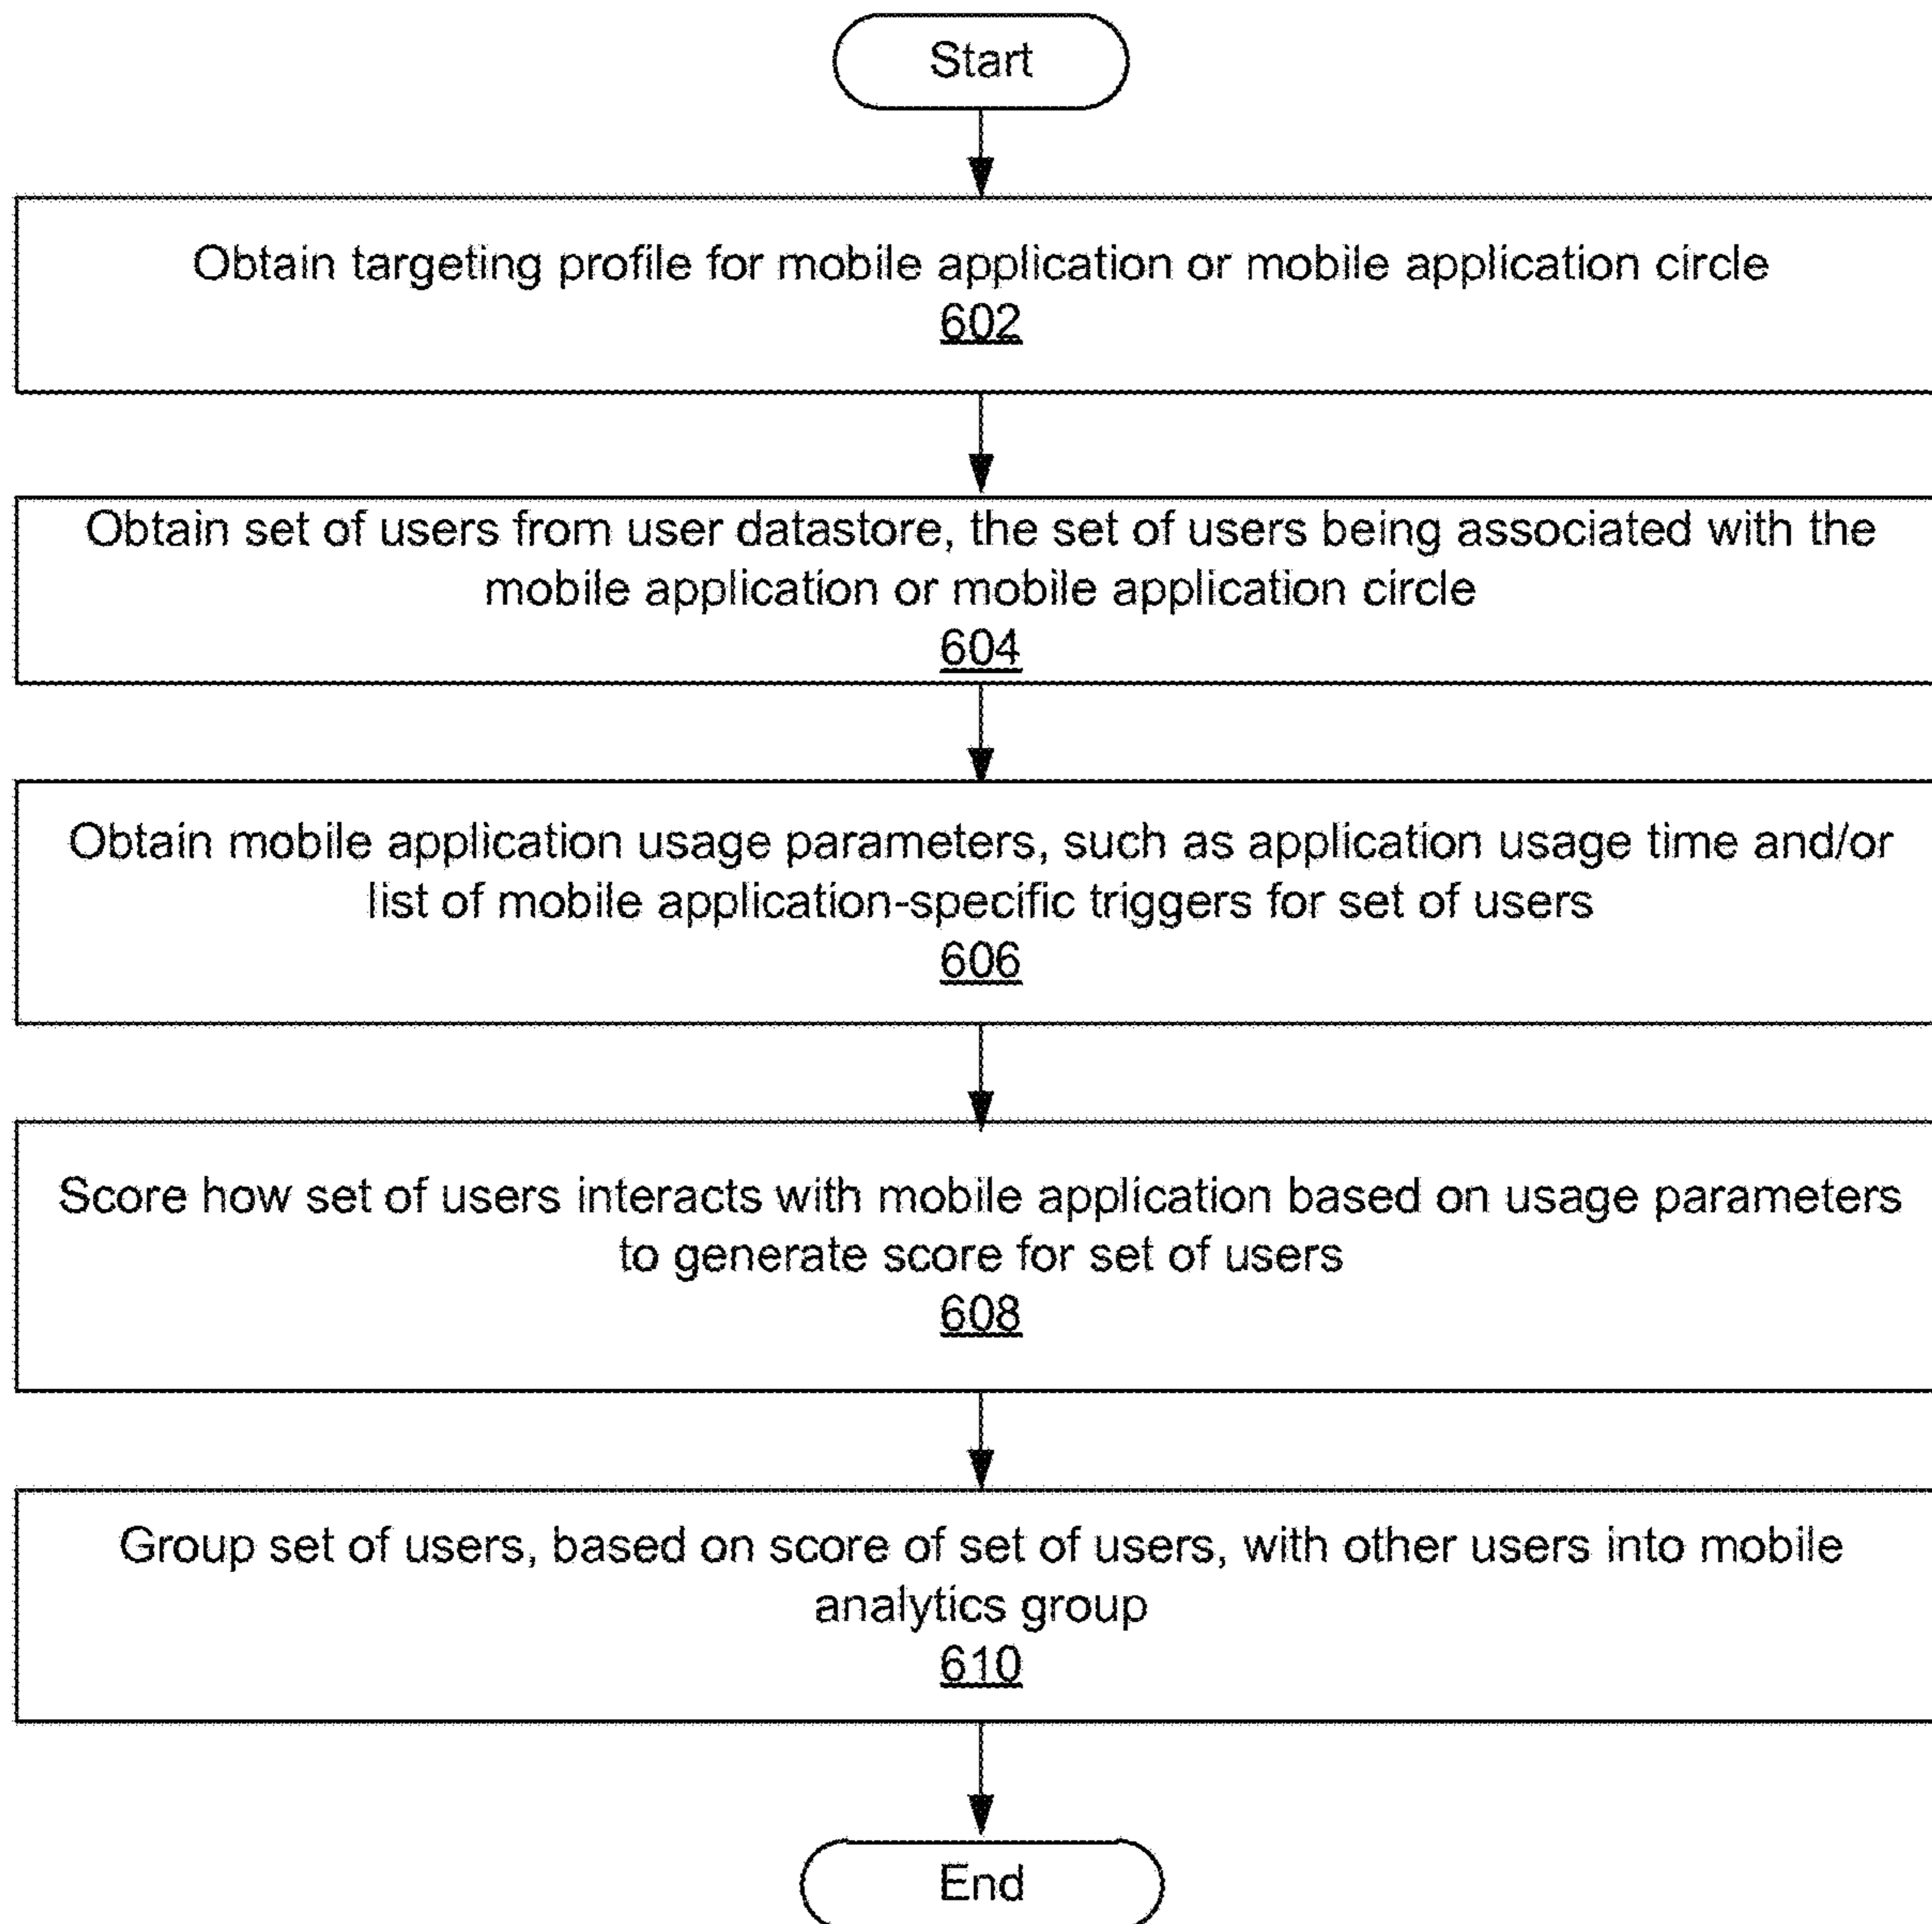 Start
Obtain targeting profile for mobile application or mobile application circle
602
Obtain set of users from user datastore, the set of users being associated with the
mobile application or mobile application circle
604
Obtain mobile application usage parameters, such as application usage time and/or
list of mobile application-specific triggers for set of users
606
Score how set of users interacts with mobile application based on usage parameters
to generate score for set of users
608
Group set of users, based on score of set of users, with other users into mobile
analytics group
610
End